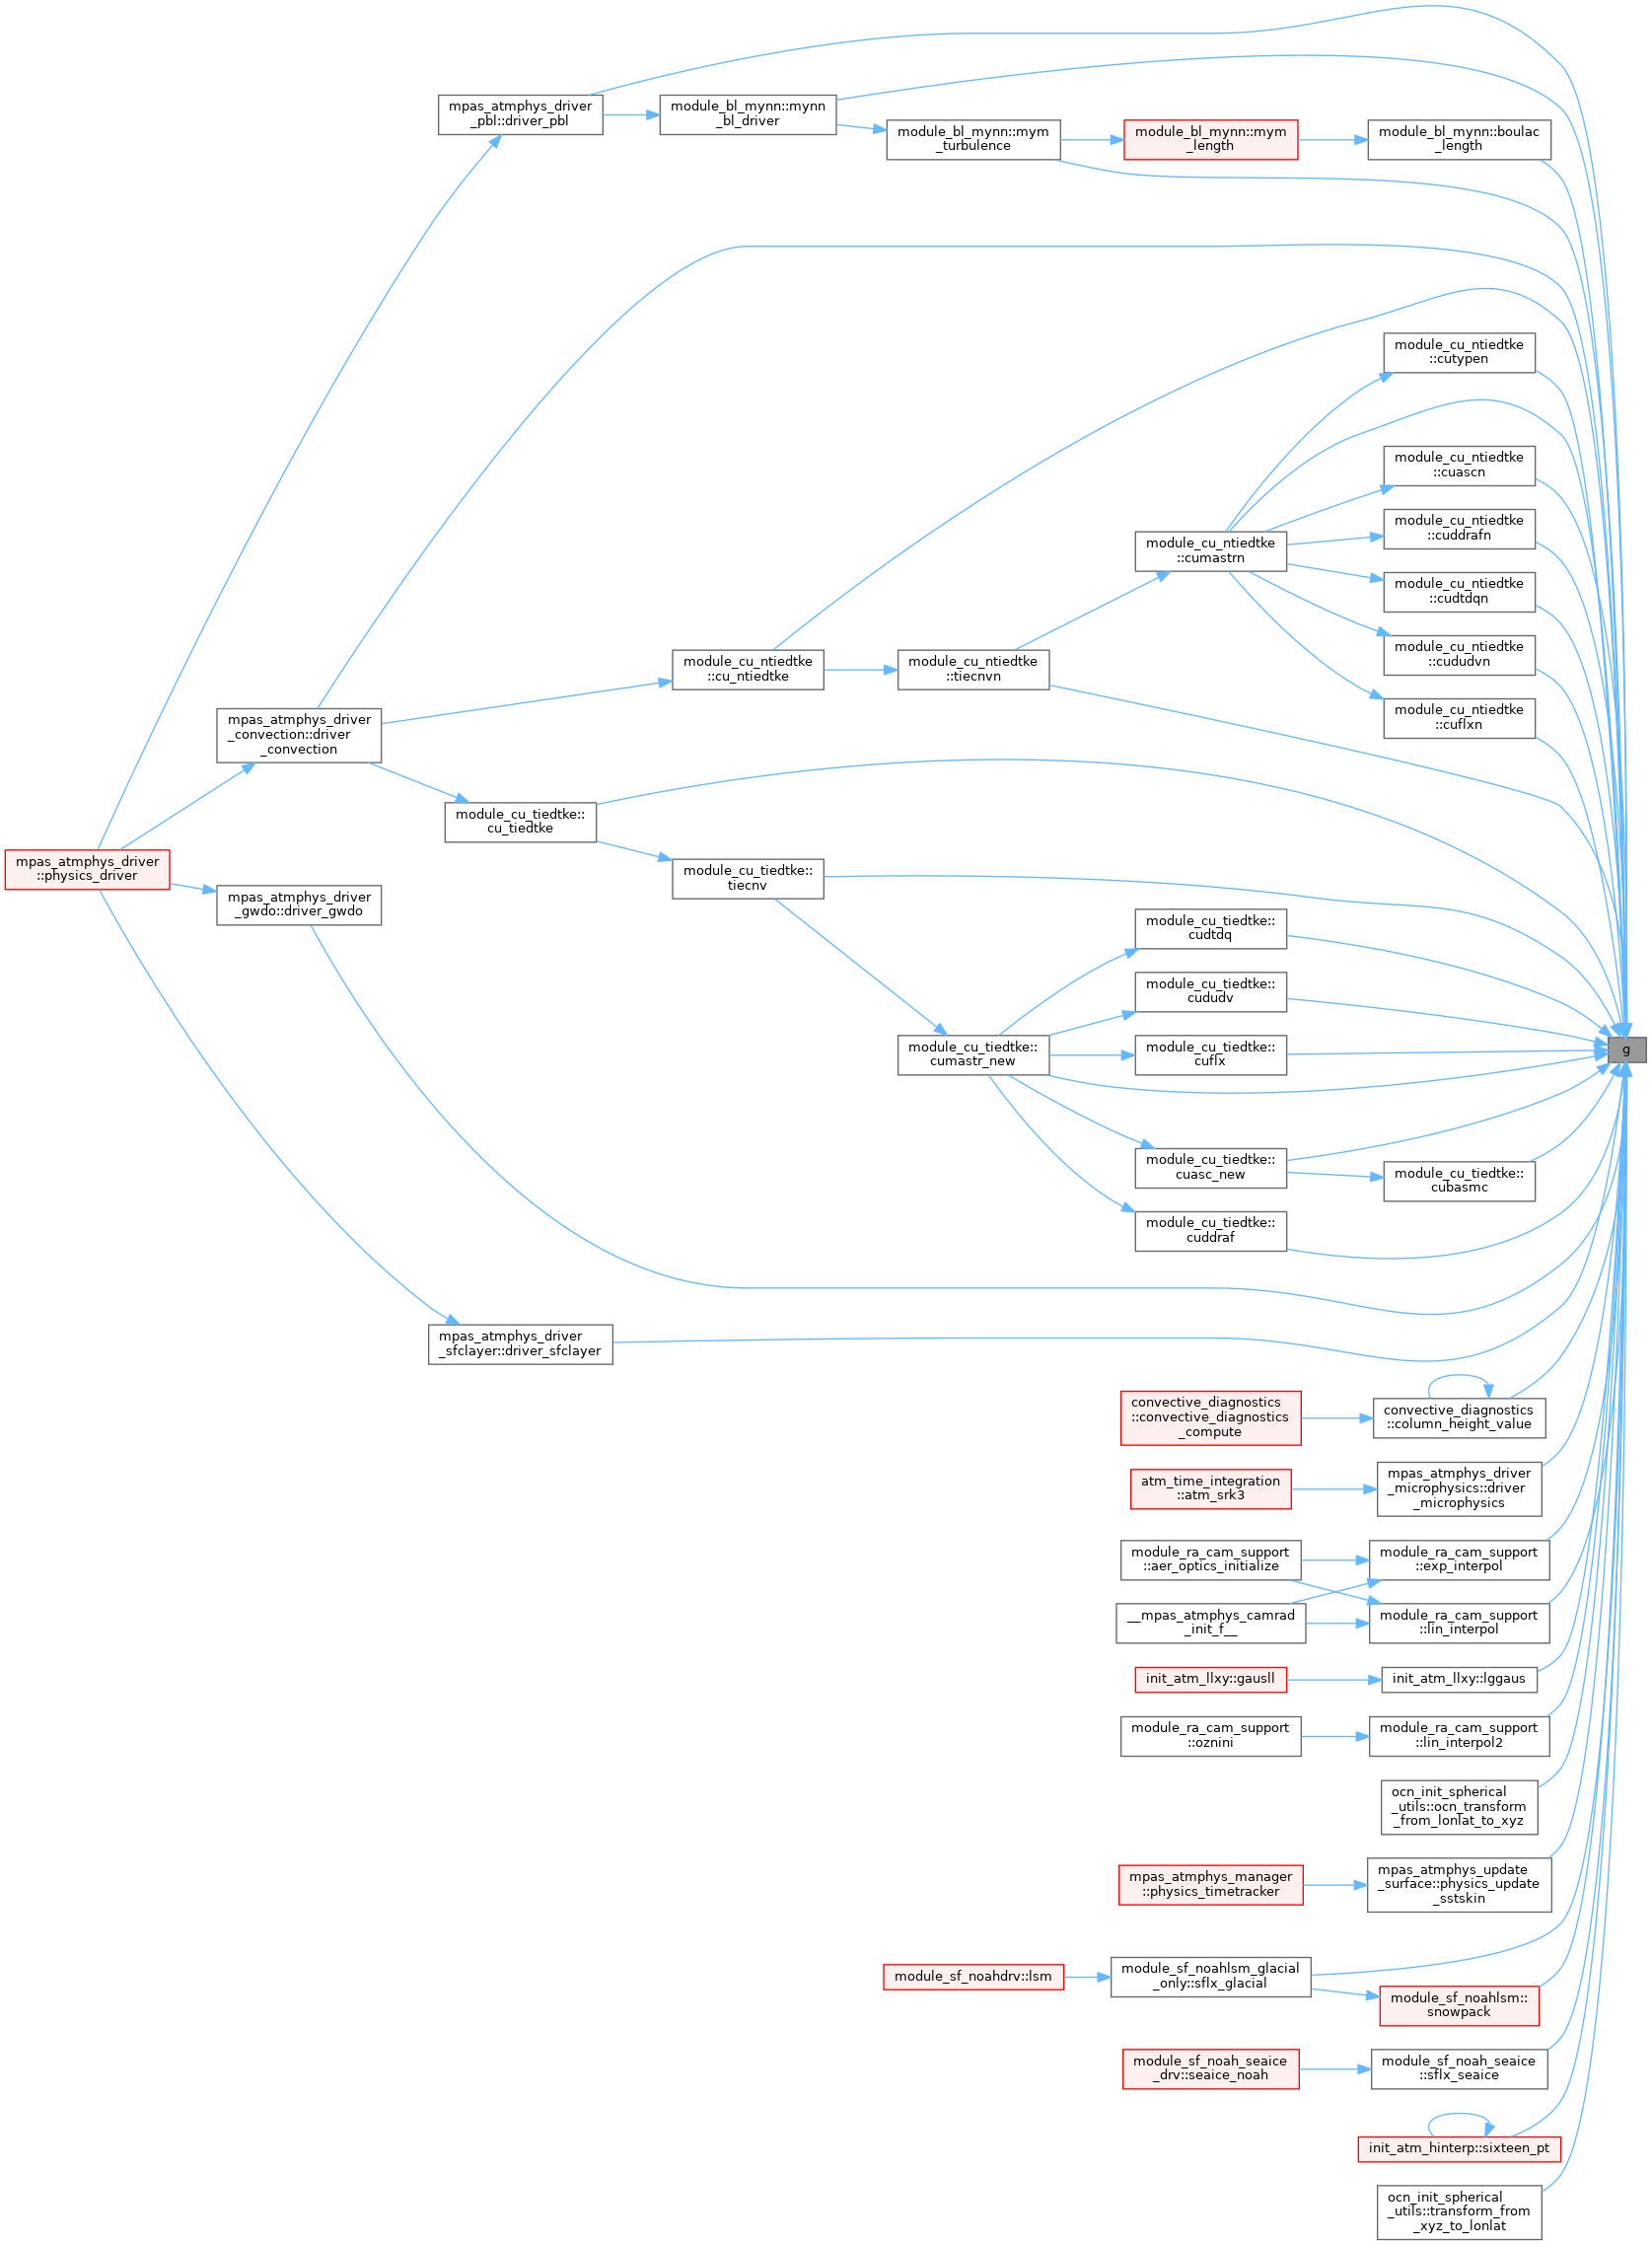 mpas_atmphys_driver
_pbl::driver_pbl
module_bl_mynn::mynn
_bl_driver
module_bl_mynn::mym
_turbulence
module_bl_mynn::mym
_length
module_bl_mynn::boulac
_length
module_cu_ntiedtke
::cutypen
module_cu_ntiedtke
::cuascn
module_cu_ntiedtke
::cuddrafn
module_cu_ntiedtke
::cumastrn
module_cu_ntiedtke
::cudtdqn
module_cu_ntiedtke
::cududvn
module_cu_ntiedtke
::cu_ntiedtke
module_cu_ntiedtke
::tiecnvn
module_cu_ntiedtke
::cuflxn
mpas_atmphys_driver
_convection::driver
_convection
module_cu_tiedtke::
cu_tiedtke
mpas_atmphys_driver
::physics_driver
module_cu_tiedtke::
tiecnv
mpas_atmphys_driver
_gwdo::driver_gwdo
module_cu_tiedtke::
cudtdq
module_cu_tiedtke::
cududv
module_cu_tiedtke::
cumastr_new
module_cu_tiedtke::
cuflx
g
module_cu_tiedtke::
cuasc_new
module_cu_tiedtke::
cubasmc
module_cu_tiedtke::
cuddraf
mpas_atmphys_driver
_sfclayer::driver_sfclayer
convective_diagnostics
::convective_diagnostics
_compute
convective_diagnostics
::column_height_value
atm_time_integration
::atm_srk3
mpas_atmphys_driver
_microphysics::driver
_microphysics
module_ra_cam_support
::aer_optics_initialize
module_ra_cam_support
::exp_interpol
__mpas_atmphys_camrad
_init_f__
module_ra_cam_support
::lin_interpol
init_atm_llxy::gausll
init_atm_llxy::lggaus
module_ra_cam_support
::oznini
module_ra_cam_support
::lin_interpol2
ocn_init_spherical
_utils::ocn_transform
_from_lonlat_to_xyz
mpas_atmphys_manager
::physics_timetracker
mpas_atmphys_update
_surface::physics_update
_sstskin
module_sf_noahdrv::lsm
module_sf_noahlsm_glacial
_only::sflx_glacial
module_sf_noahlsm::
snowpack
module_sf_noah_seaice
_drv::seaice_noah
module_sf_noah_seaice
::sflx_seaice
init_atm_hinterp::sixteen_pt
ocn_init_spherical
_utils::transform_from
_xyz_to_lonlat